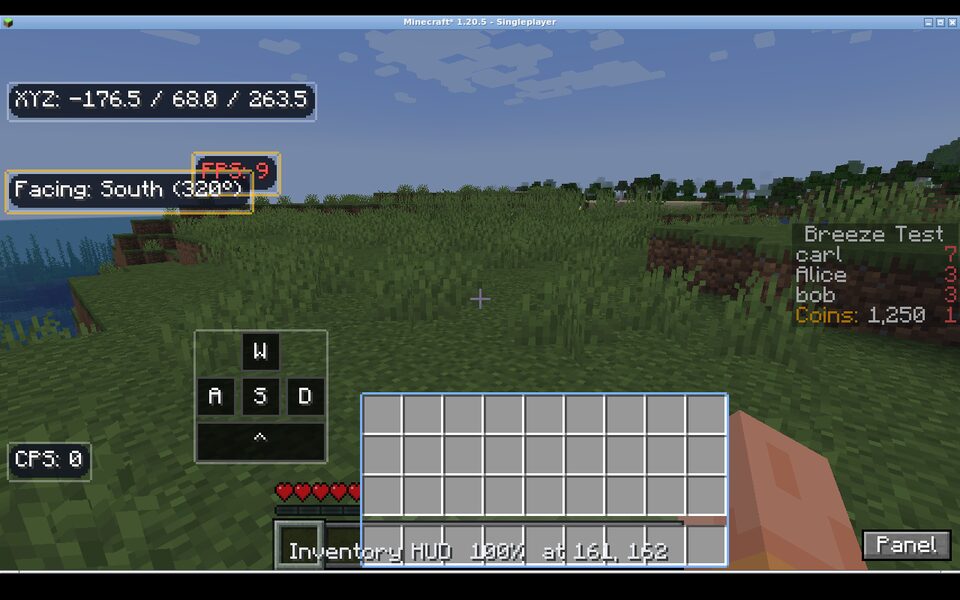 Minecraft* 1.20.5 - Singleplayer
XYZ: -176.5 / 68.0 / 263.5
FPS: 9
Facing: South (320°)
Breeze Test
carl 7
Alice 3
bob 3
Coins: 1,250 1
W
A S D
^
CPS: 0
Inventory HUD 100% at 161, 162
Panel